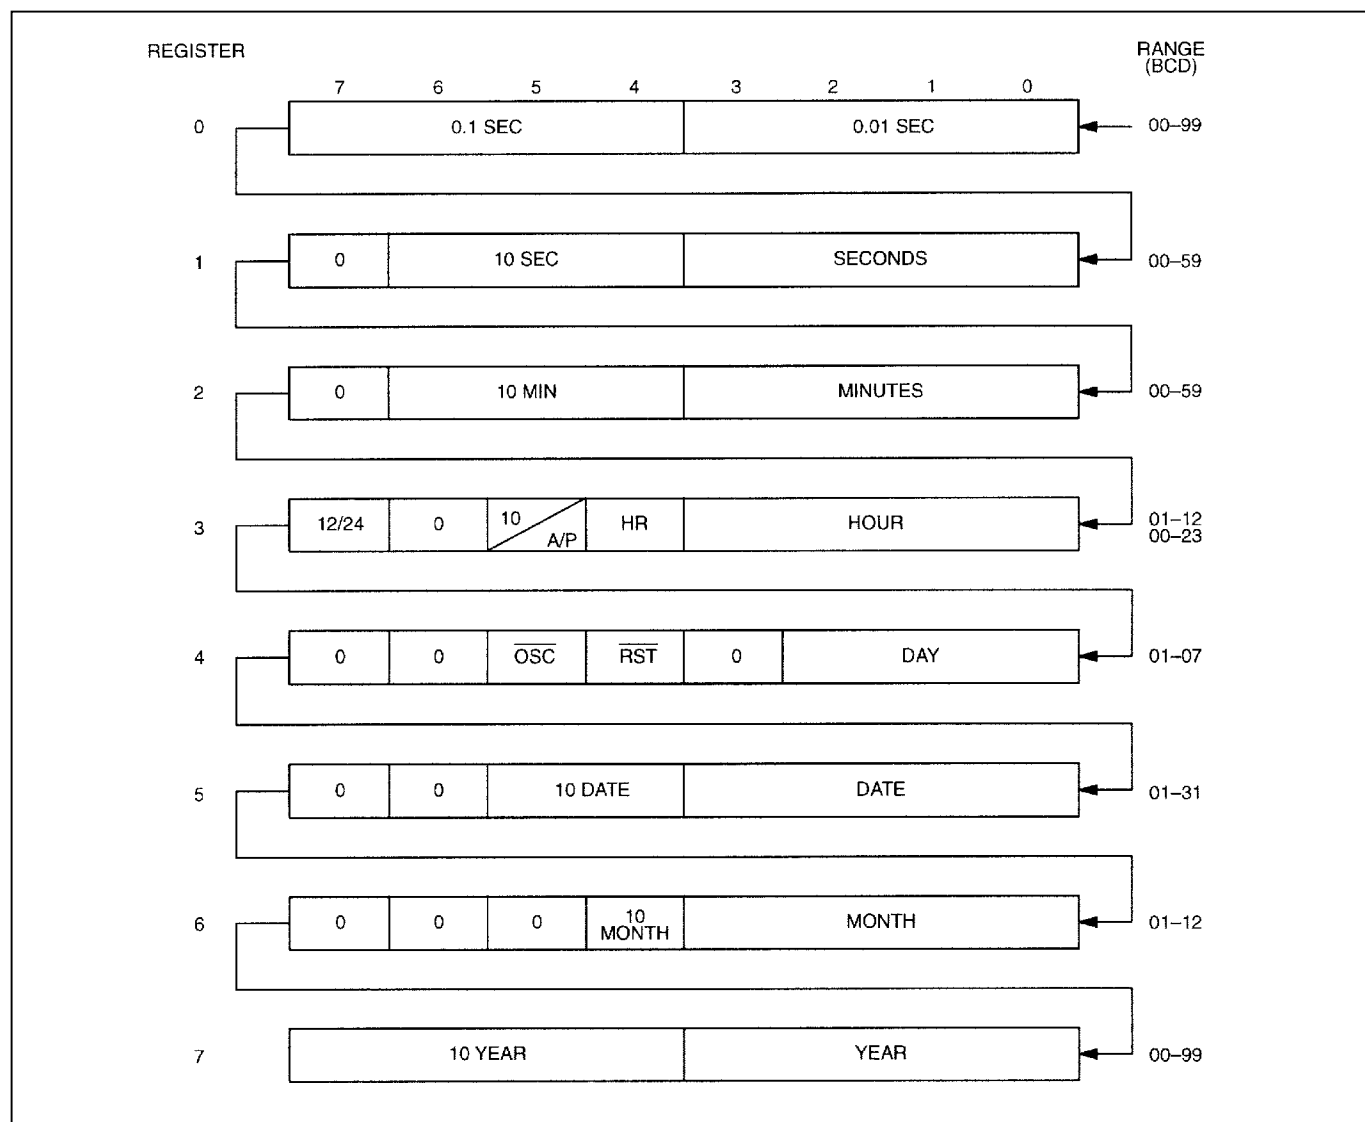 REGISTER
RANGE
(BCD)
7 6 5 4 3 2 1 0
0 0.1 SEC 0.01 SEC 00–99
1 0 10 SEC SECONDS 00–59
2 0 10 MIN MINUTES 00–59
3 12/24 0 10 A/P HR HOUR 01–12
00–23
4 0 0 OSC RST 0 DAY 01–07
5 0 0 10 DATE DATE 01–31
6 0 0 0 10 MONTH MONTH 01–12
7 10 YEAR YEAR 00–99